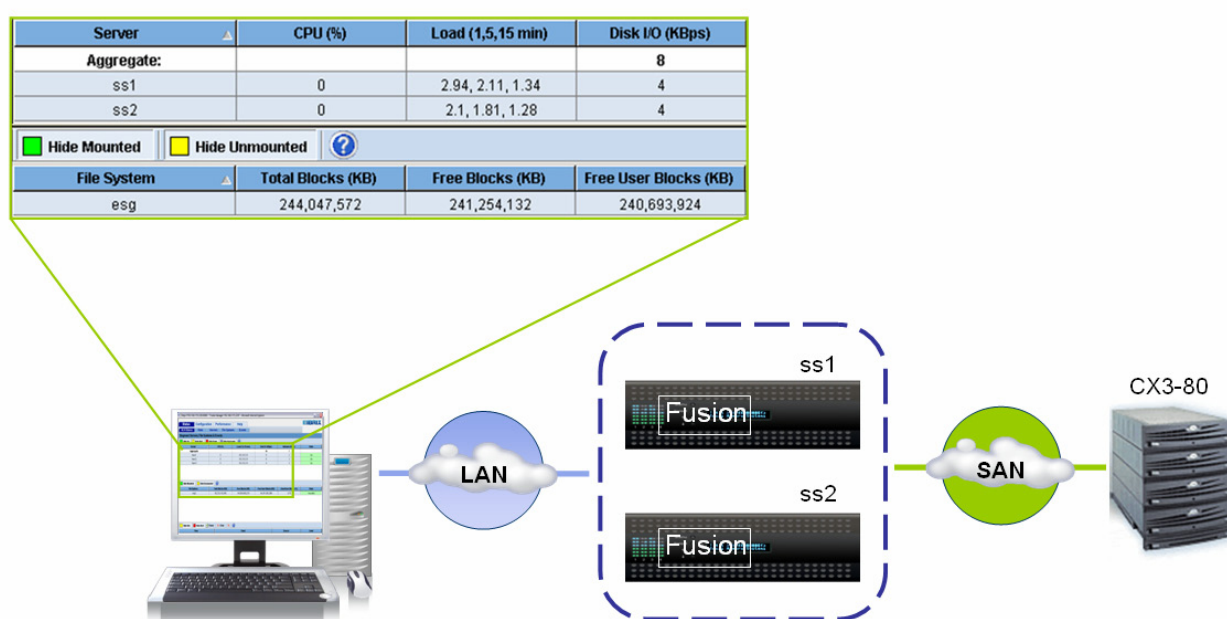 Server CPU (%) Load (1,5,15 min) Disk I/O (KBps)
Aggregate: 8
ss1 0 2.94, 2.11, 1.34 4
ss2 0 2.1, 1.81, 1.28 4
Hide Mounted Hide Unmounted ?
File System Total Blocks (KB) Free Blocks (KB) Free User Blocks (KB)
esg 244,047,572 241,254,132 240,693,924
ss1
Fusion
CX3-80
LAN
SAN
ss2
Fusion